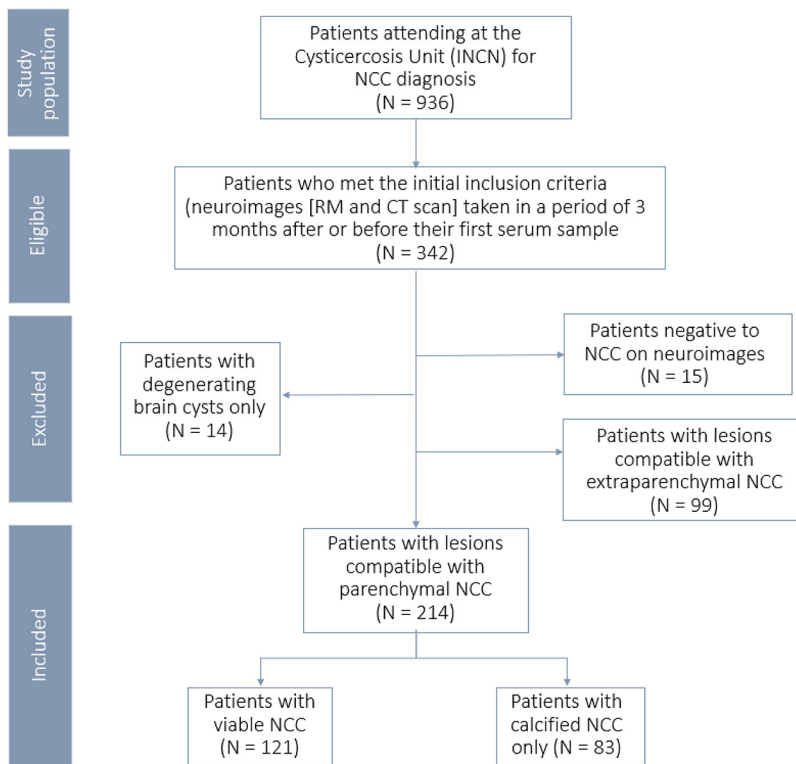 Study
population
Patients attending at the
Cysticercosis Unit (INCN) for
NCC diagnosis
(N = 936)
Eligible
Patients who met the initial inclusion criteria
(neuroimages [RM and CT scan] taken in a period of 3
months after or before their first serum sample
(N = 342)
Excluded
Patients with
degenerating
brain cysts only
(N = 14)
Patients negative to
NCC on neuroimages
(N = 15)
Patients with lesions
compatible with
extraparenchymal NCC
(N = 99)
Included
Patients with lesions
compatible with
parenchymal NCC
(N = 214)
Patients with
viable NCC
(N = 121)
Patients with
calcified NCC
only (N = 83)